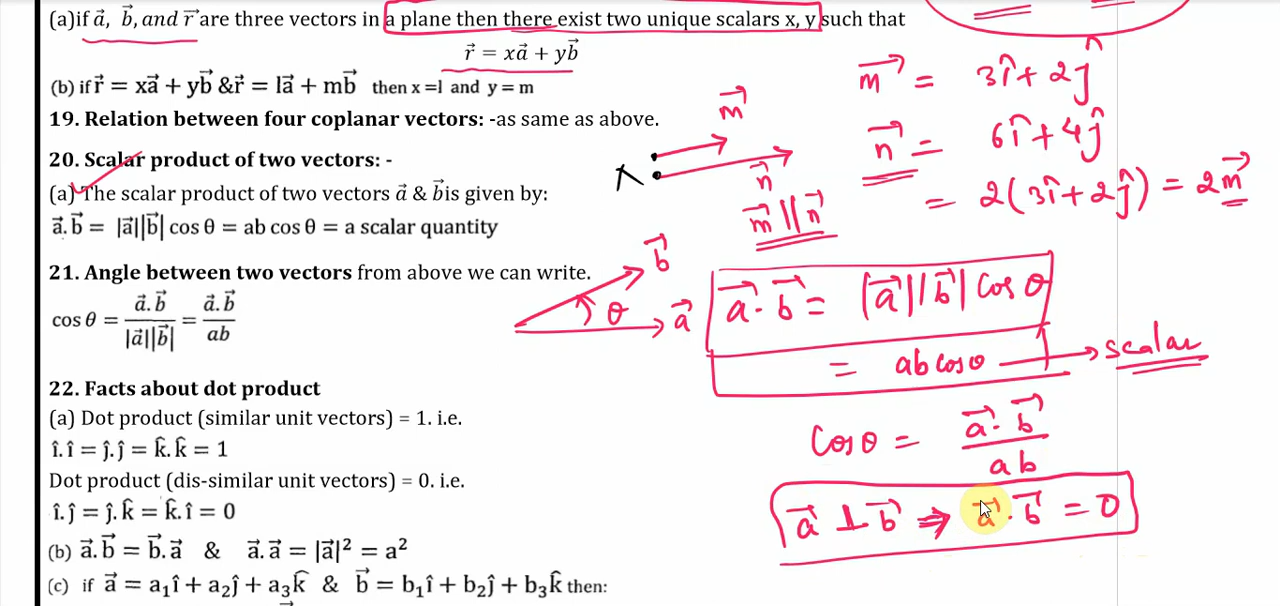 (a)if a⃗, b⃗, and r⃗ are three vectors in a plane then there exist two unique scalars x, y such that
r⃗ = xa⃗ + yb⃗
(b) if r⃗ = xa⃗ + yb⃗ & r⃗ = la⃗ + mb⃗ then x =l and y = m
19. Relation between four coplanar vectors: -as same as above.
20. Scalar product of two vectors: -
(a) The scalar product of two vectors a⃗ & b⃗ is given by:
a⃗. b⃗ = |a⃗||b⃗| cos θ = ab cos θ = a scalar quantity
21. Angle between two vectors from above we can write.
cos θ = a⃗. b⃗ / |a⃗||b⃗| = a⃗. b⃗ / ab
22. Facts about dot product
(a) Dot product (similar unit vectors) = 1. i.e.
î. î = ĵ. ĵ = k̂. k̂ = 1
Dot product (dis-similar unit vectors) = 0. i.e.
î. ĵ = ĵ. k̂ = k̂. î = 0
(b) a⃗. b⃗ = b⃗. a⃗ & a⃗. a⃗ = |a⃗|² = a²
(c) if a⃗ = a₁î + a₂ĵ + a₃k̂ & b⃗ = b₁î + b₂ĵ + b₃k̂ then:
m⃗ = 3î + 2ĵ
n⃗ = 6î + 4ĵ
= 2(3î + 2ĵ) = 2m⃗
m⃗
n⃗
m⃗ || n⃗
b⃗
θ
a⃗
a⃗ · b⃗ = |a⃗||b⃗| cos θ
= ab cosθ → scalar
Cos θ = a⃗ · b⃗ / ab
a⃗ ⊥ b⃗ ⇒ a⃗ · b⃗ = 0